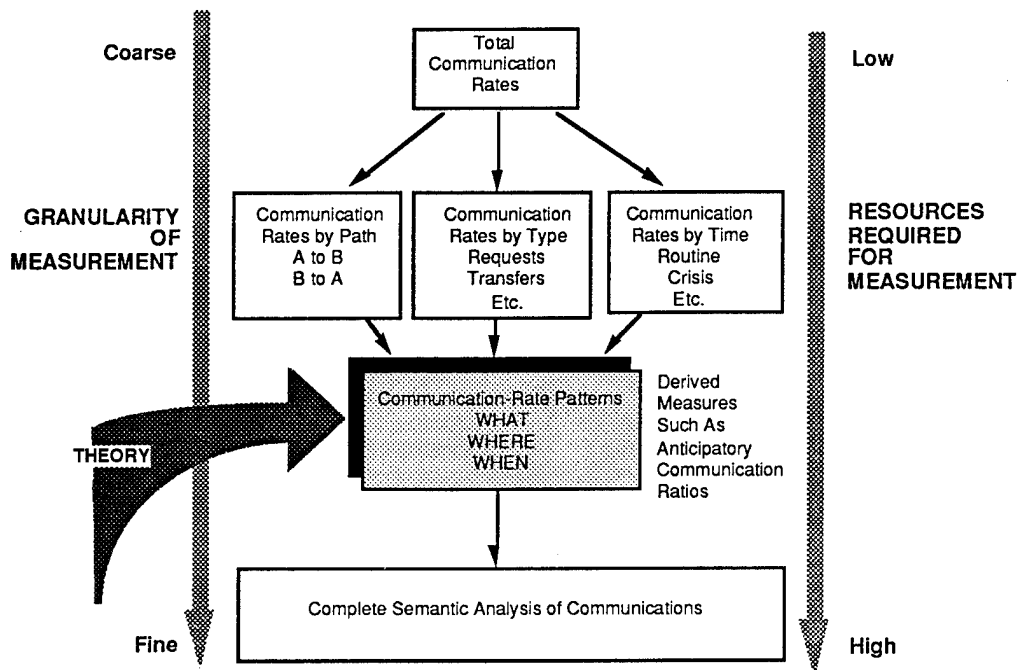 Coarse
Total
Communication
Rates
Low
GRANULARITY
OF
MEASUREMENT
Communication
Rates by Path
A to B
B to A
Communication
Rates by Type
Requests
Transfers
Etc.
Communication
Rates by Time
Routine
Crisis
Etc.
RESOURCES
REQUIRED
FOR
MEASUREMENT
THEORY
Communication-Rate Patterns
WHAT
WHERE
WHEN
Derived
Measures
Such As
Anticipatory
Communication
Ratios
Complete Semantic Analysis of Communications
Fine
High